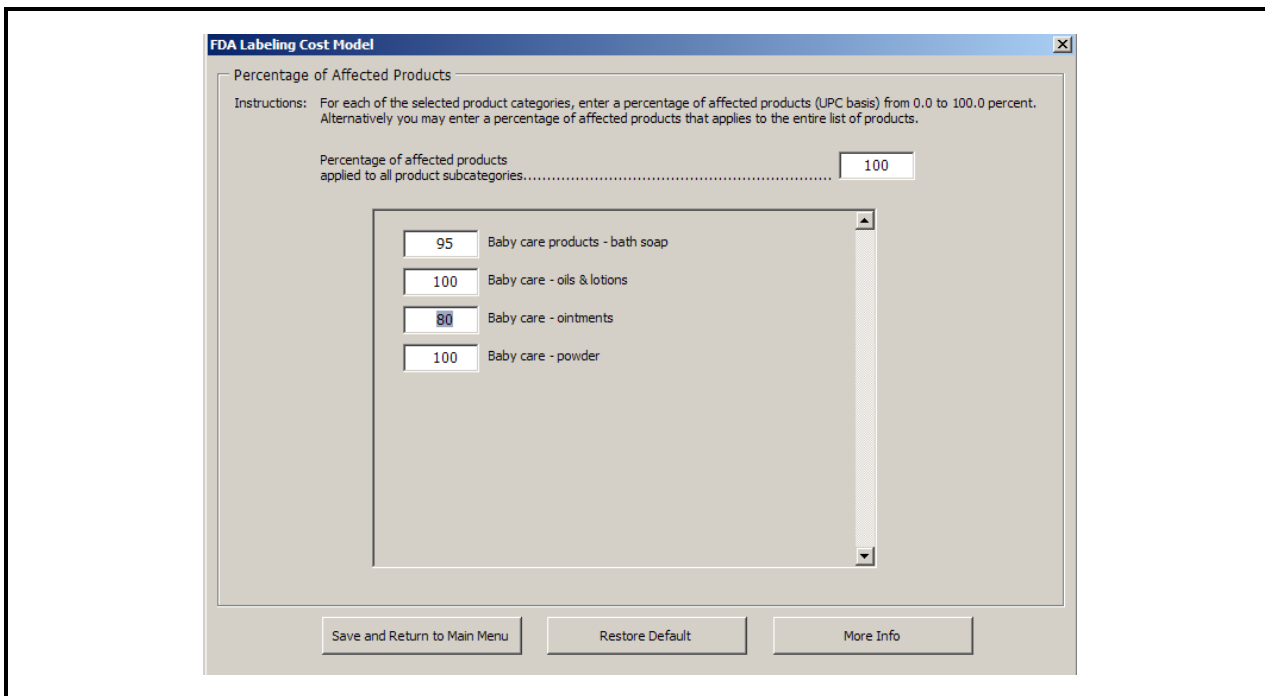 FDA Labeling Cost Model
Percentage of Affected Products
Instructions: For each of the selected product categories, enter a percentage of affected products (UPC basis) from 0.0 to 100.0 percent.
Alternatively you may enter a percentage of affected products that applies to the entire list of products.
Percentage of affected products
applied to all product subcategories................................................................. 100
95 Baby care products - bath soap
100 Baby care - oils & lotions
80 Baby care - ointments
100 Baby care - powder
Save and Return to Main Menu Restore Default More Info